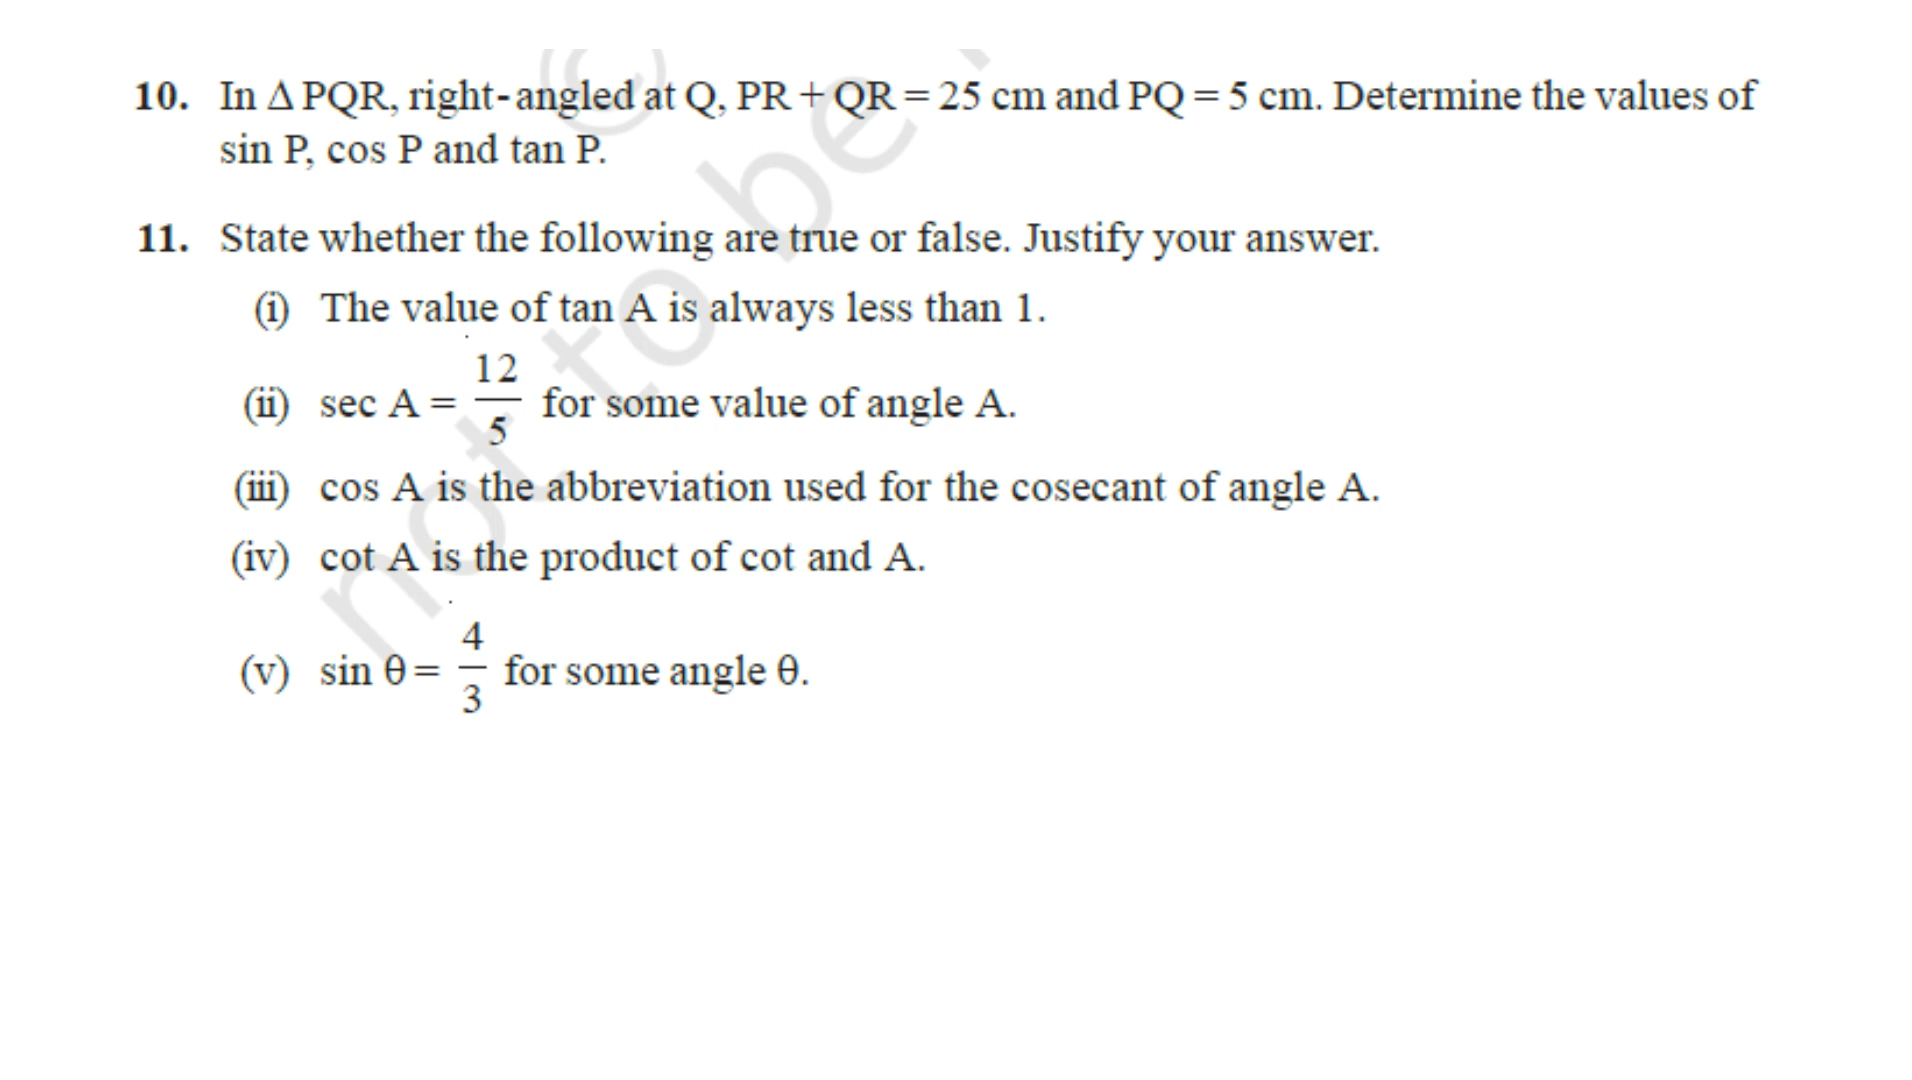 10. In Δ PQR, right-angled at Q, PR + QR = 25 cm and PQ = 5 cm. Determine the values of
sin P, cos P and tan P.
11. State whether the following are true or false. Justify your answer.
(i) The value of tan A is always less than 1.
(ii) sec A = 12/5 for some value of angle A.
(iii) cos A is the abbreviation used for the cosecant of angle A.
(iv) cot A is the product of cot and A.
(v) sin θ = 4/3 for some angle θ.
©
not to be